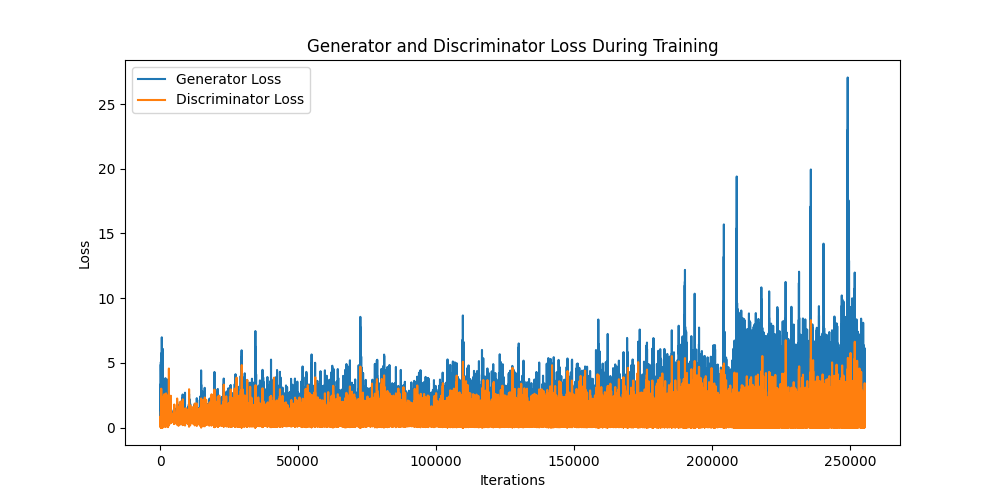 Generator and Discriminator Loss During Training
Generator Loss
Discriminator Loss
25
20
15
10
5
0
Loss
0
50000
100000
150000
200000
250000
Iterations